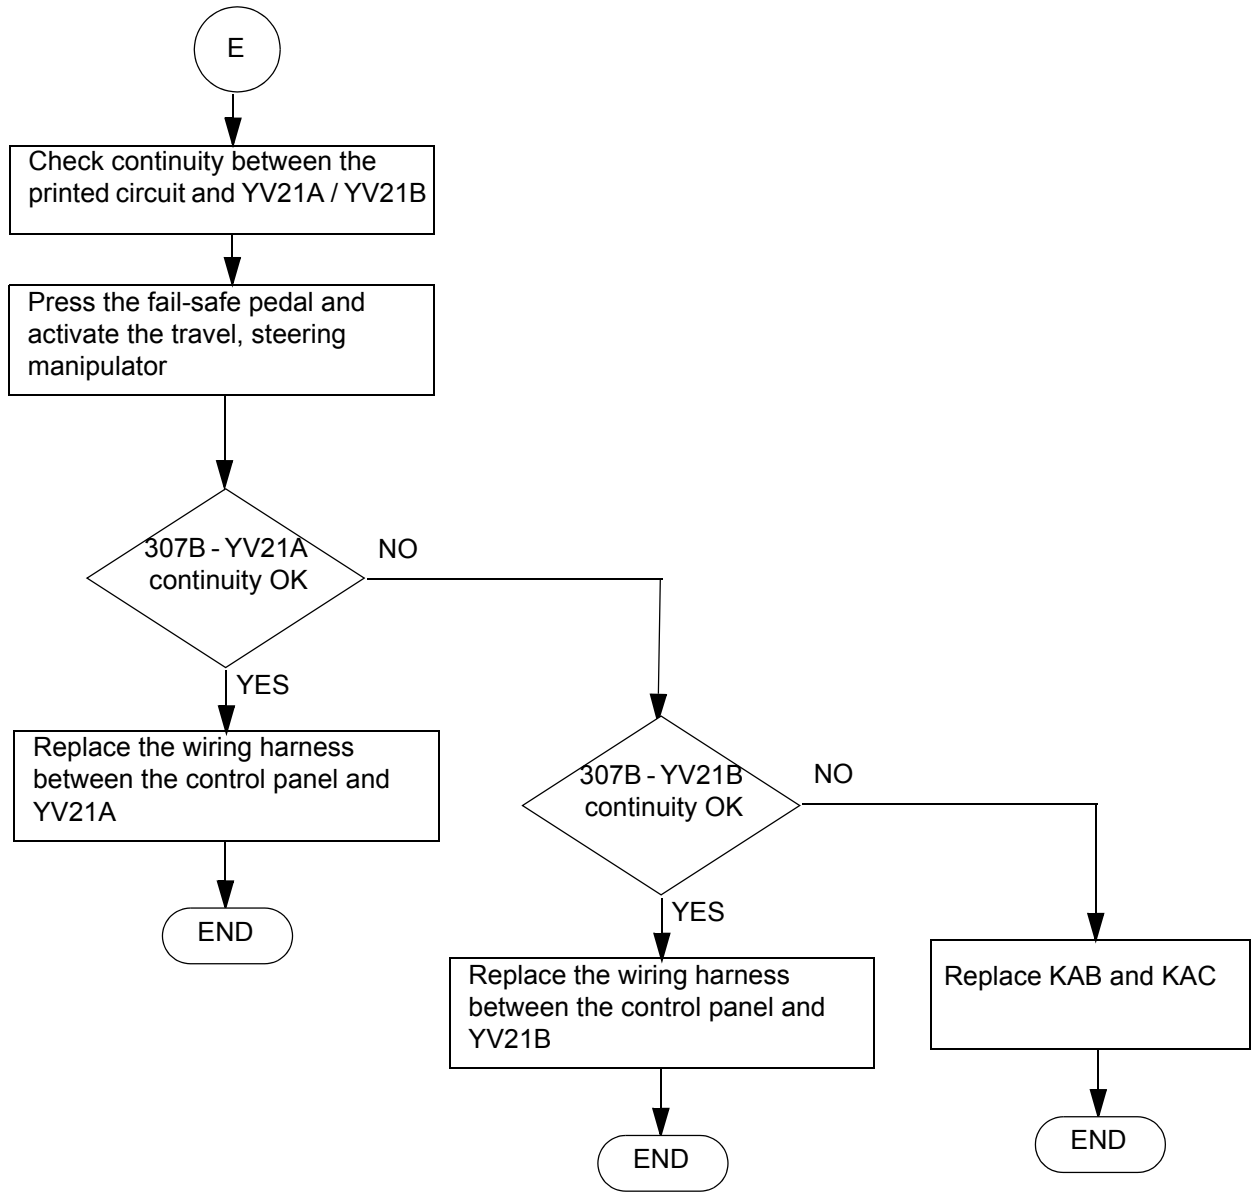 E
Check continuity between the
printed circuit and YV21A / YV21B
Press the fail-safe pedal and
activate the travel, steering
manipulator
307B - YV21A
continuity OK
NO
YES
Replace the wiring harness
between the control panel and
YV21A
END
307B - YV21B
continuity OK
NO
YES
Replace the wiring harness
between the control panel and
YV21B
END
Replace KAB and KAC
END